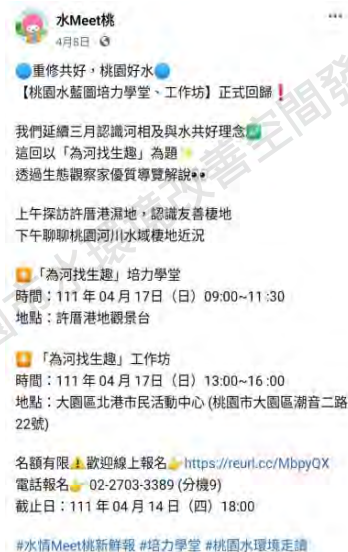 水Meet桃
4月8日
重修共好，桃園好水
【桃園水藍圖培力學堂、工作坊】正式回歸❗
我們延續三月認識河相及與水共好理念
這回以「為河找生趣」為題
透過生態觀察家優質導覽解說👀
上午探訪許厝港濕地，認識友善棲地
下午聊聊桃園河川水域棲地近況
「為河找生趣」培力學堂
時間：111 年 04 月 17日（日）09:00~11 :30
地點：許厝港地觀景台
「為河找生趣」工作坊
時間：111 年 04 月 17日（日）13:00~16 :00
地點：大園區北港市民活動中心 (桃園市大園區潮音二路
22號)
名額有限⚠️歡迎線上報名👉https://reurl.cc/MbpyQX
電話報名👉 02-2703-3389 (分機9)
截止日：111 年 04 月 14 日（四）18:00
#水情Meet桃新鮮報 #培力學堂 #桃園水環境走讀